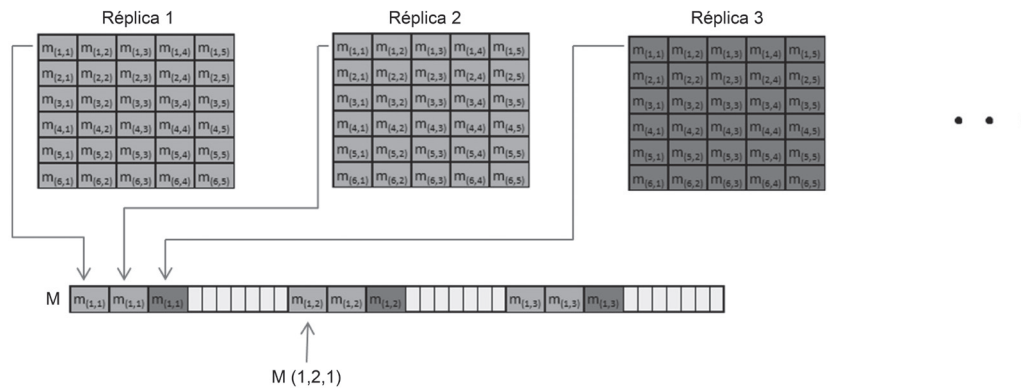 Réplica 1
m(1,1) m(1,2) m(1,3) m(1,4) m(1,5)
m(2,1) m(2,2) m(2,3) m(2,4) m(2,5)
m(3,1) m(3,2) m(3,3) m(3,4) m(3,5)
m(4,1) m(4,2) m(4,3) m(4,4) m(4,5)
m(5,1) m(5,2) m(5,3) m(5,4) m(5,5)
m(6,1) m(6,2) m(6,3) m(6,4) m(6,5)
Réplica 2
m(1,1) m(1,2) m(1,3) m(1,4) m(1,5)
m(2,1) m(2,2) m(2,3) m(2,4) m(2,5)
m(3,1) m(3,2) m(3,3) m(3,4) m(3,5)
m(4,1) m(4,2) m(4,3) m(4,4) m(4,5)
m(5,1) m(5,2) m(5,3) m(5,4) m(5,5)
m(6,1) m(6,2) m(6,3) m(6,4) m(6,5)
Réplica 3
m(1,1) m(1,2) m(1,3) m(1,4) m(1,5)
m(2,1) m(2,2) m(2,3) m(2,4) m(2,5)
m(3,1) m(3,2) m(3,3) m(3,4) m(3,5)
m(4,1) m(4,2) m(4,3) m(4,4) m(4,5)
m(5,1) m(5,2) m(5,3) m(5,4) m(5,5)
m(6,1) m(6,2) m(6,3) m(6,4) m(6,5)
M m(1,1) m(1,1) m(1,1) m(1,2) m(1,2) m(1,2) m(1,3) m(1,3) m(1,3)
M (1,2,1)